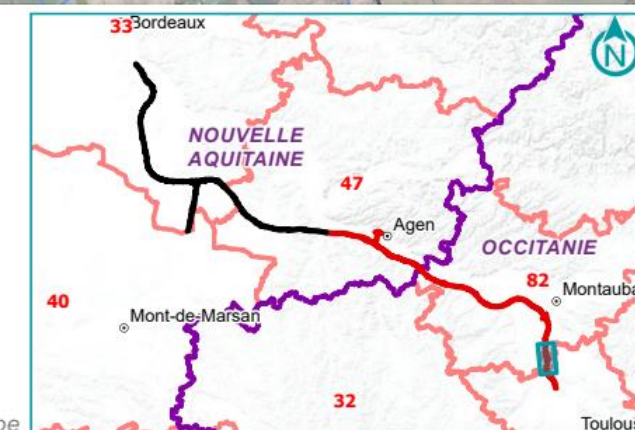 33 Bordeaux
N
NOUVELLE
AQUITAINE
47
Agen
OCCITANIE
82
Montauba
40
Mont-de-Marsan
32
Toulous